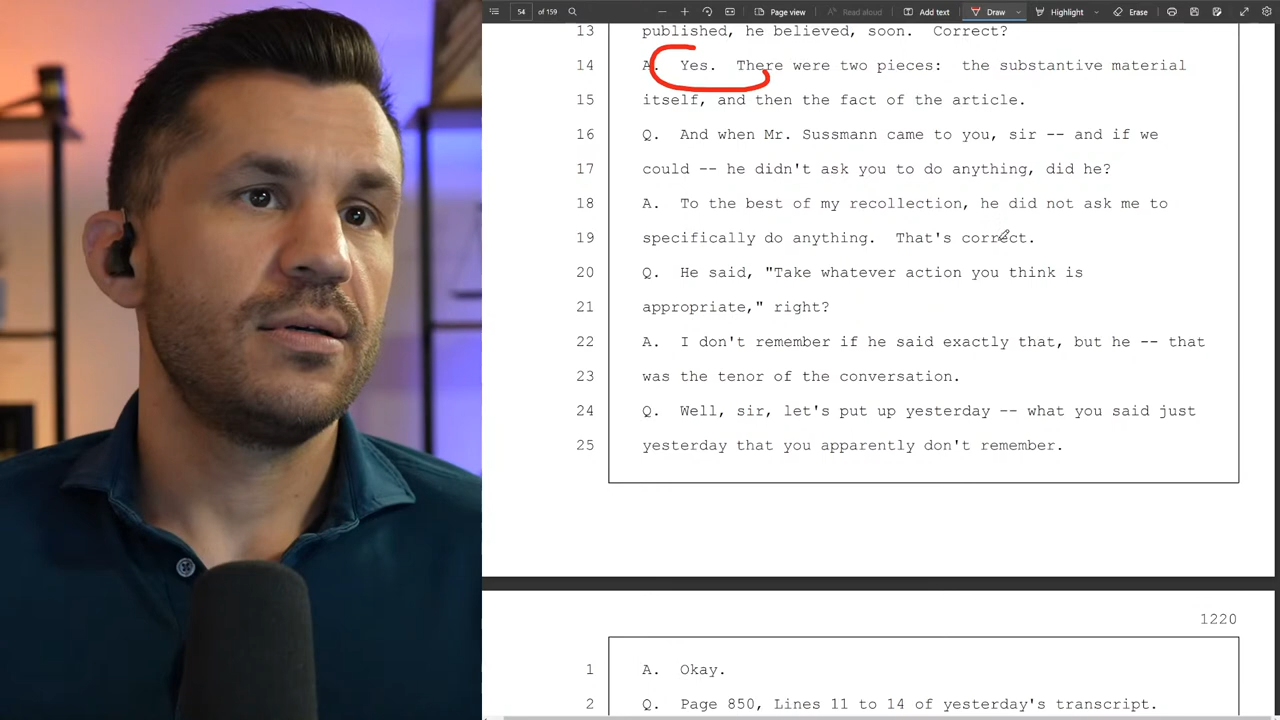 54 of 159 Page view Read aloud Add text Draw Highlight Erase
13 published, he believed, soon. Correct?
14 A. Yes. There were two pieces: the substantive material
15 itself, and then the fact of the article.
16 Q. And when Mr. Sussmann came to you, sir -- and if we
17 could -- he didn't ask you to do anything, did he?
18 A. To the best of my recollection, he did not ask me to
19 specifically do anything. That's correct.
20 Q. He said, "Take whatever action you think is
21 appropriate," right?
22 A. I don't remember if he said exactly that, but he -- that
23 was the tenor of the conversation.
24 Q. Well, sir, let's put up yesterday -- what you said just
25 yesterday that you apparently don't remember.
1220
1 A. Okay.
2 Q. Page 850, Lines 11 to 14 of yesterday's transcript.